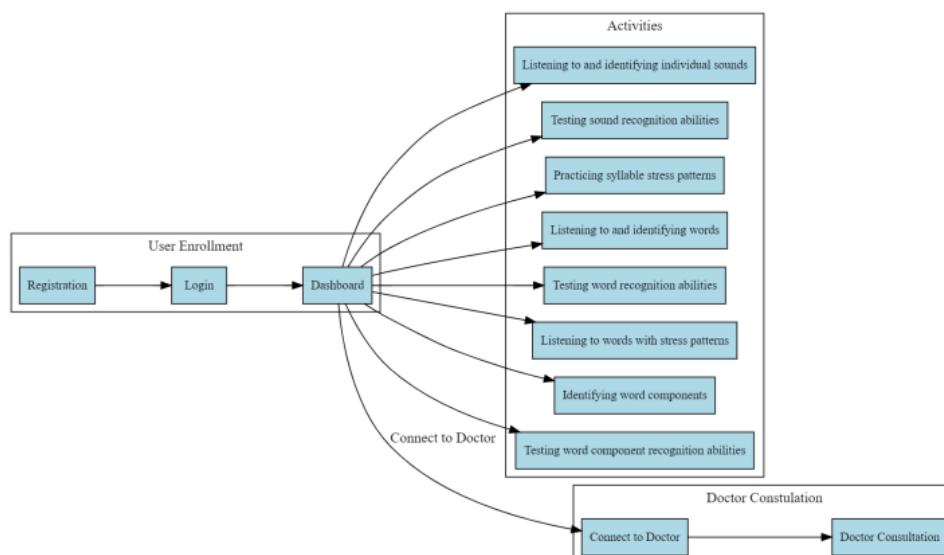 Activities
Listening to and identifying individual sounds
Testing sound recognition abilities
Practicing syllable stress patterns
Listening to and identifying words
User Enrollment
Registration
Login
Dashboard
Testing word recognition abilities
Listening to words with stress patterns
Identifying word components
Connect to Doctor
Testing word component recognition abilities
Doctor Constulation
Connect to Doctor
Doctor Consultation